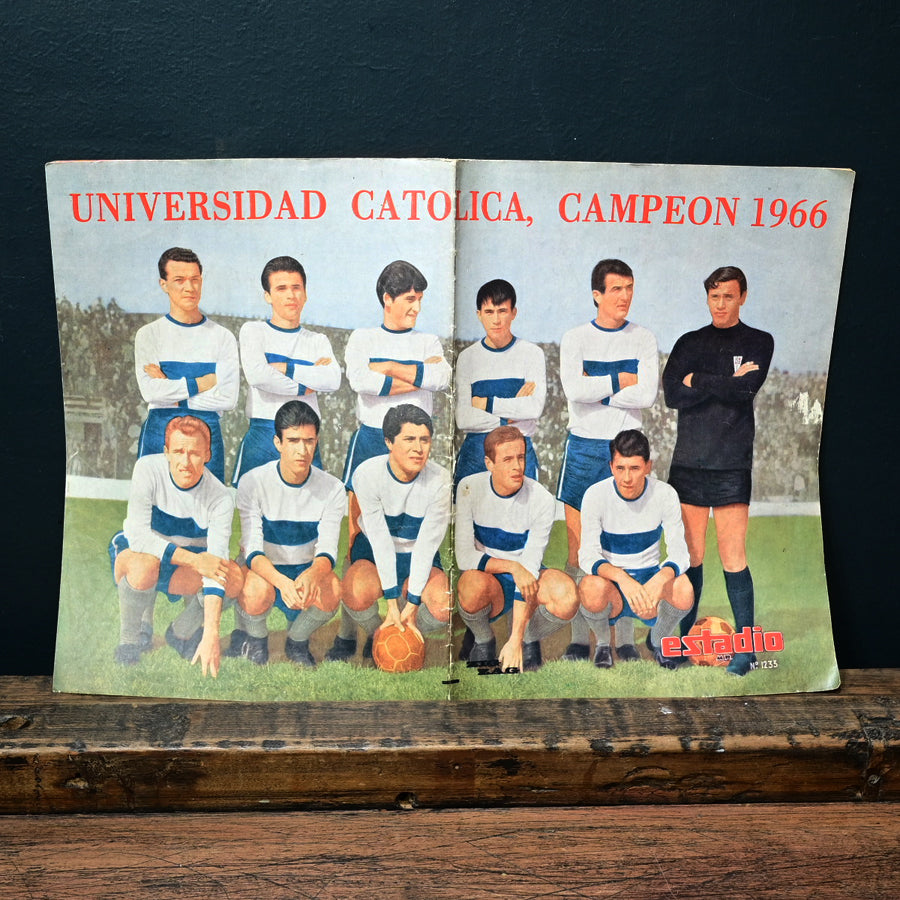 UNIVERSIDAD CATOLICA, CAMPEON 1966
estadio
Nº 1233